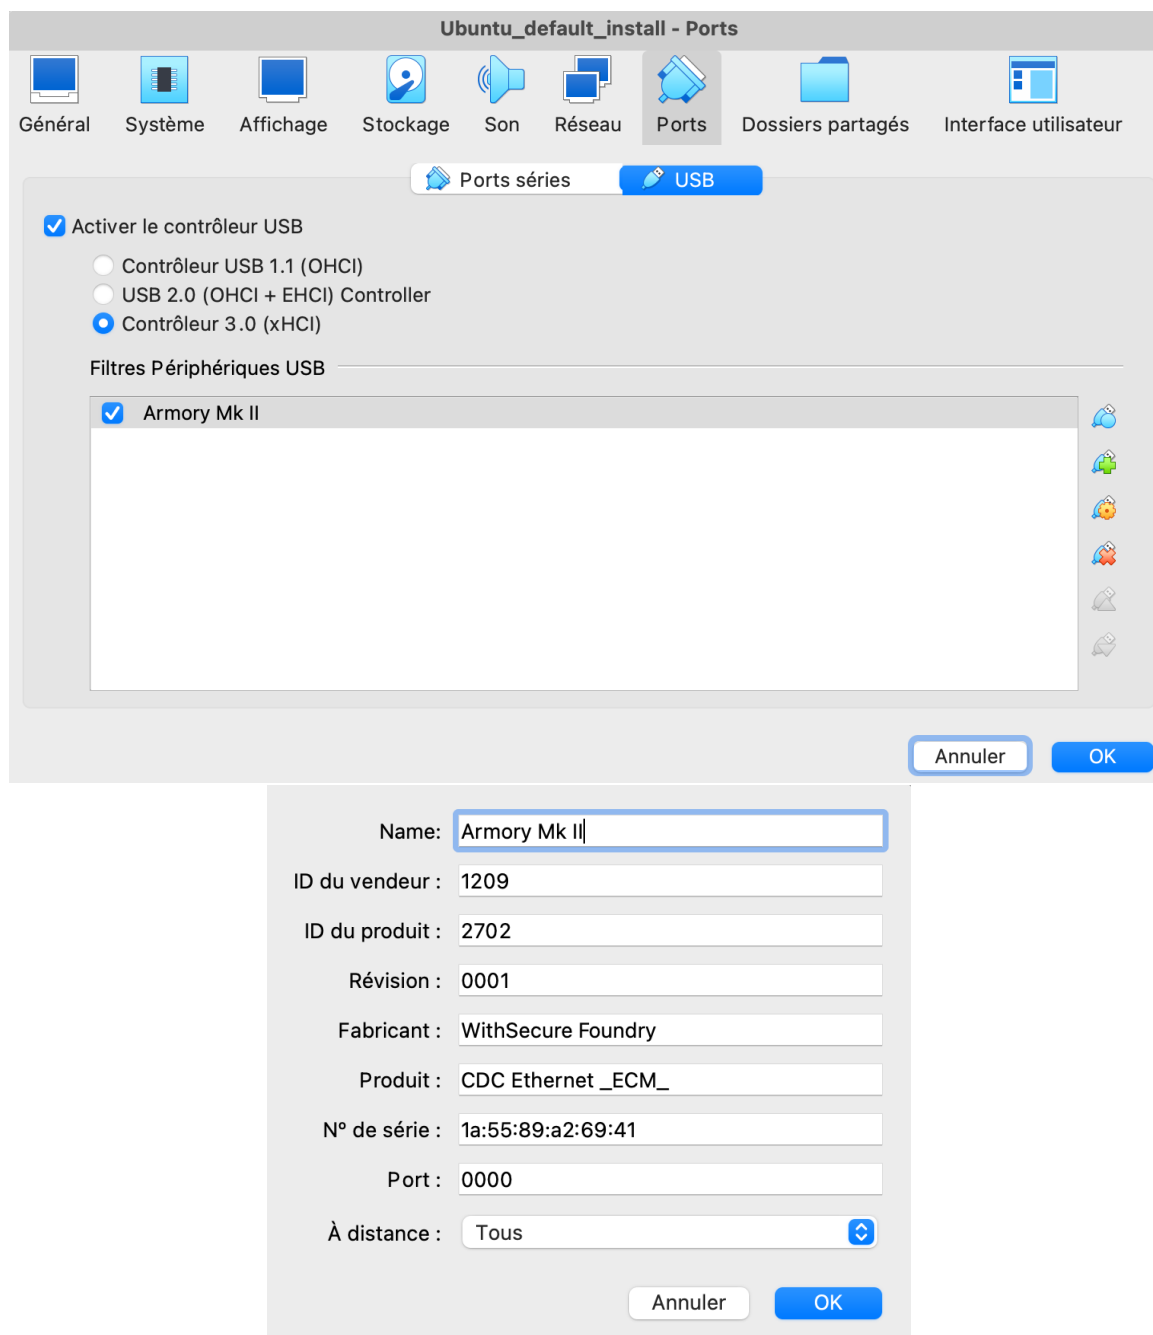 Ubuntu_default_install - Ports
Général Système Affichage Stockage Son Réseau Ports Dossiers partagés Interface utilisateur
Ports séries USB
Activer le contrôleur USB
Contrôleur USB 1.1 (OHCI)
USB 2.0 (OHCI + EHCI) Controller
Contrôleur 3.0 (xHCI)
Filtres Périphériques USB
Armory Mk II
Annuler OK
Name: Armory Mk II
ID du vendeur : 1209
ID du produit : 2702
Révision : 0001
Fabricant : WithSecure Foundry
Produit : CDC Ethernet _ECM_
Nº de série : 1a:55:89:a2:69:41
Port : 0000
À distance : Tous
Annuler OK